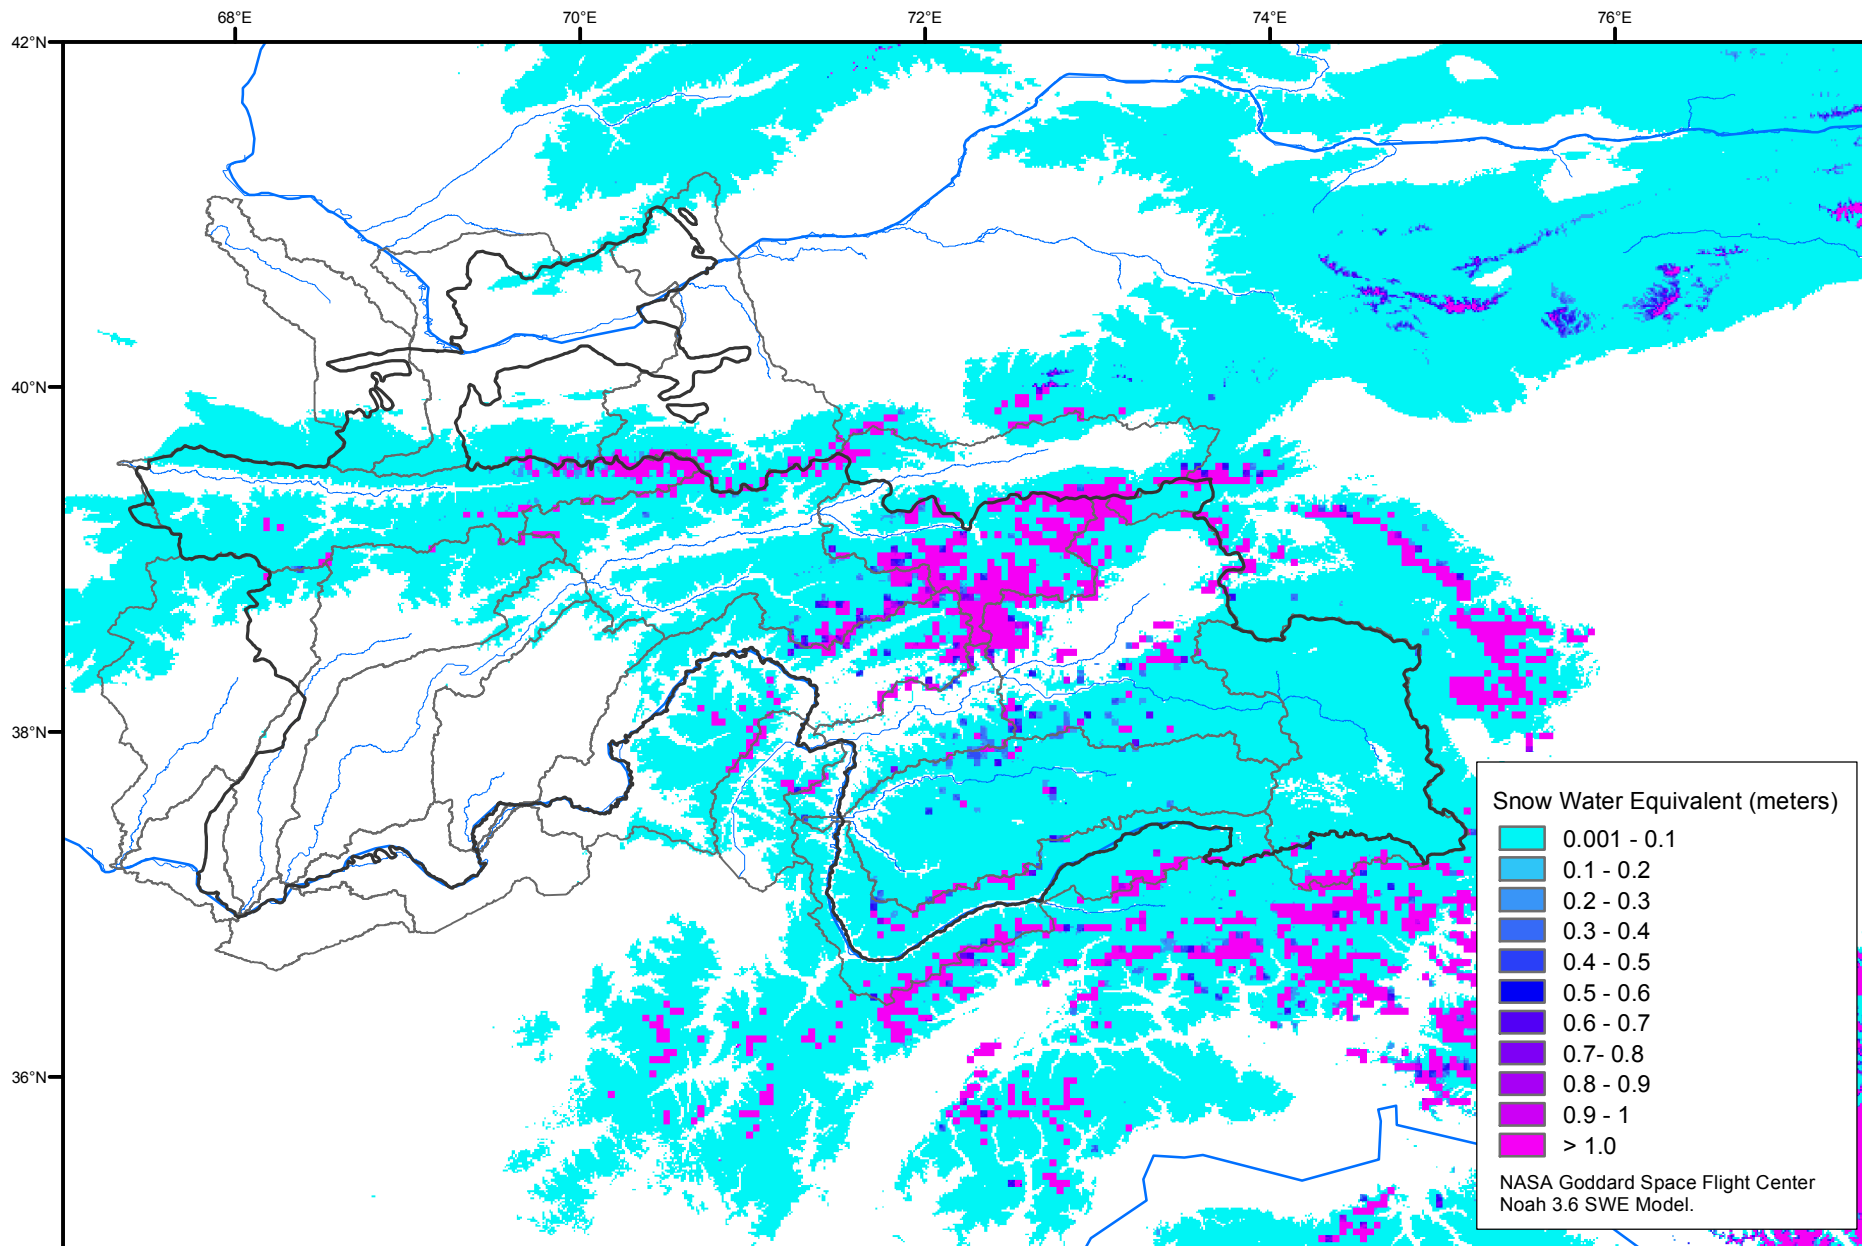 68°E 70°E 72°E 74°E 76°E
42°N
40°N
38°N
36°N
Snow Water Equivalent (meters)
0.001 - 0.1
0.1 - 0.2
0.2 - 0.3
0.3 - 0.4
0.4 - 0.5
0.5 - 0.6
0.6 - 0.7
0.7- 0.8
0.8 - 0.9
0.9 - 1
> 1.0
NASA Goddard Space Flight Center
Noah 3.6 SWE Model.